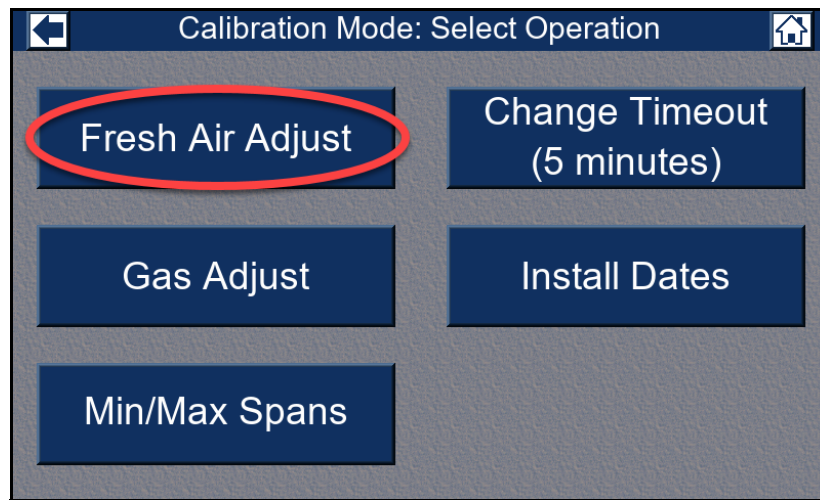 Calibration Mode: Select Operation
Fresh Air Adjust
Change Timeout
(5 minutes)
Gas Adjust
Install Dates
Min/Max Spans